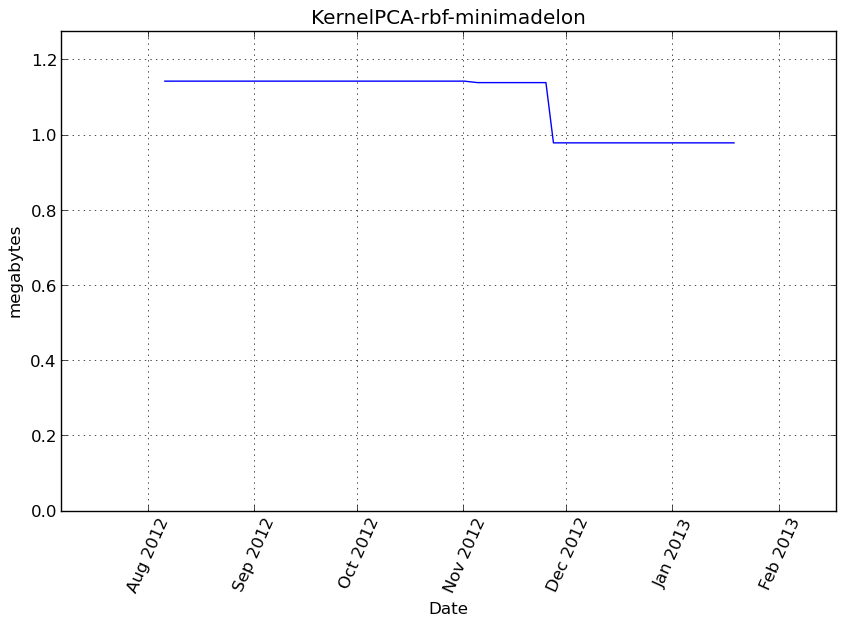 KernelPCA-rbf-minimadelon
1.2
1.0
0.8
0.6
0.4
0.2
0.0
megabytes
Aug 2012
Sep 2012
Oct 2012
Nov 2012
Dec 2012
Jan 2013
Feb 2013
Date